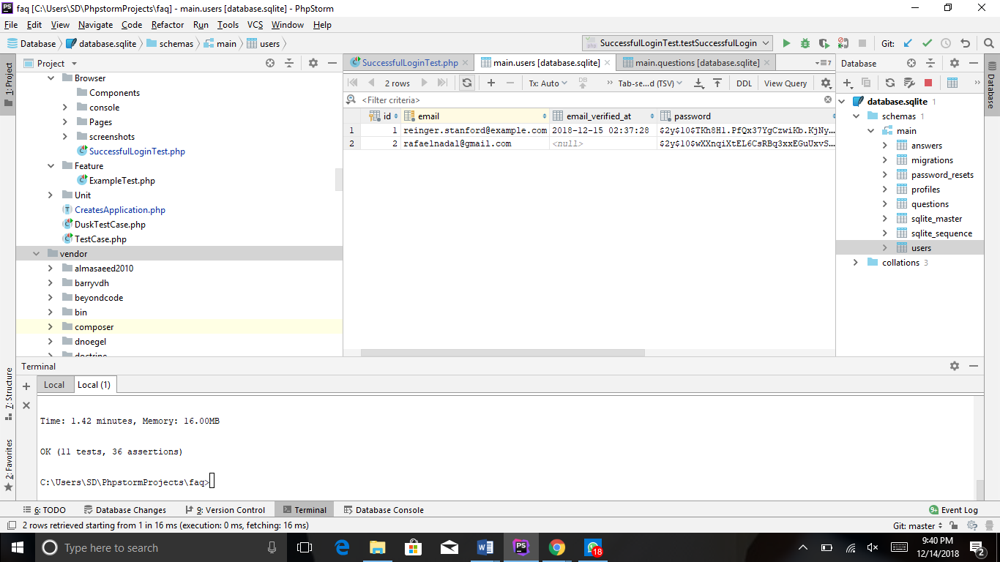 faq [C:\Users\SD\PhpstormProjects\faq] - main.users [database.sqlite] - PhpStorm
File Edit View Navigate Code Refactor Run Tools VCS Window Help
Database database.sqlite schemas main users SuccessfulLoginTest.testSuccessfulLogin Git:
Project SuccessfulLoginTest.php main.users [database.sqlite] main.questions [database.sqlite] Database
2 rows Tx: Auto DB Tab-se...d (TSV) DDL View Query
<Filter criteria>
id email email_verified_at password
1 1 reinger.stanford@example.com 2018-12-15 02:37:28 $2y$10$TKh8H1.PfQx37YgCzwiKb.KjNy...
2 2 rafaelnadal@gmail.com <null> $2y$10$wXXnqiXtEL6CsRBq3xxEGuUxvS...
Browser
Components
console
Pages
screenshots
SuccessfulLoginTest.php
Feature
ExampleTest.php
Unit
CreatesApplication.php
DuskTestCase.php
TestCase.php
vendor
almasaeed2010
barryvdh
beyondcode
bin
composer
dnoegel
doctrine
database.sqlite 1
schemas 1
main
answers
migrations
password_resets
profiles
questions
sqlite_master
sqlite_sequence
users
collations 3
1: Project
7: Structure
2: Favorites
Database
Terminal
Local Local (1)
Time: 1.42 minutes, Memory: 16.00MB
OK (11 tests, 36 assertions)
C:\Users\SD\PhpstormProjects\faq>
6: TODO Database Changes 9: Version Control Terminal Database Console 9+ Event Log
2 rows retrieved starting from 1 in 16 ms (execution: 0 ms, fetching: 16 ms) Git: master
Type here to search PS 18 9:40 PM
12/14/2018 2